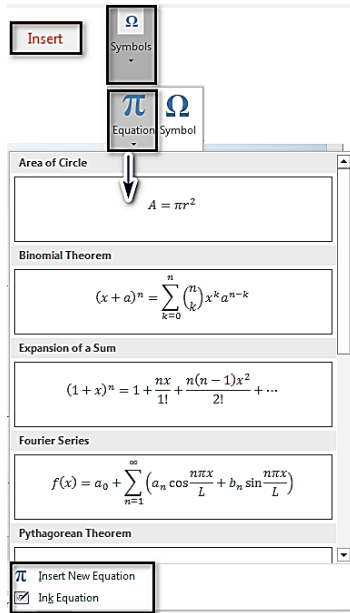 Insert
Ω
Symbols
π Ω
Equation Symbol
Area of Circle
A = πr²
Binomial Theorem
(x + a)ⁿ = ∑ₖ₌₀ⁿ (n k) xᵏaⁿ⁻ᵏ
Expansion of a Sum
(1 + x)ⁿ = 1 + nx/1! + n(n − 1)x²/2! + ⋯
Fourier Series
f(x) = a₀ + ∑ₙ₌₁^∞ (aₙ cos nπx/L + bₙ sin nπx/L)
Pythagorean Theorem
π Insert New Equation
Ink Equation